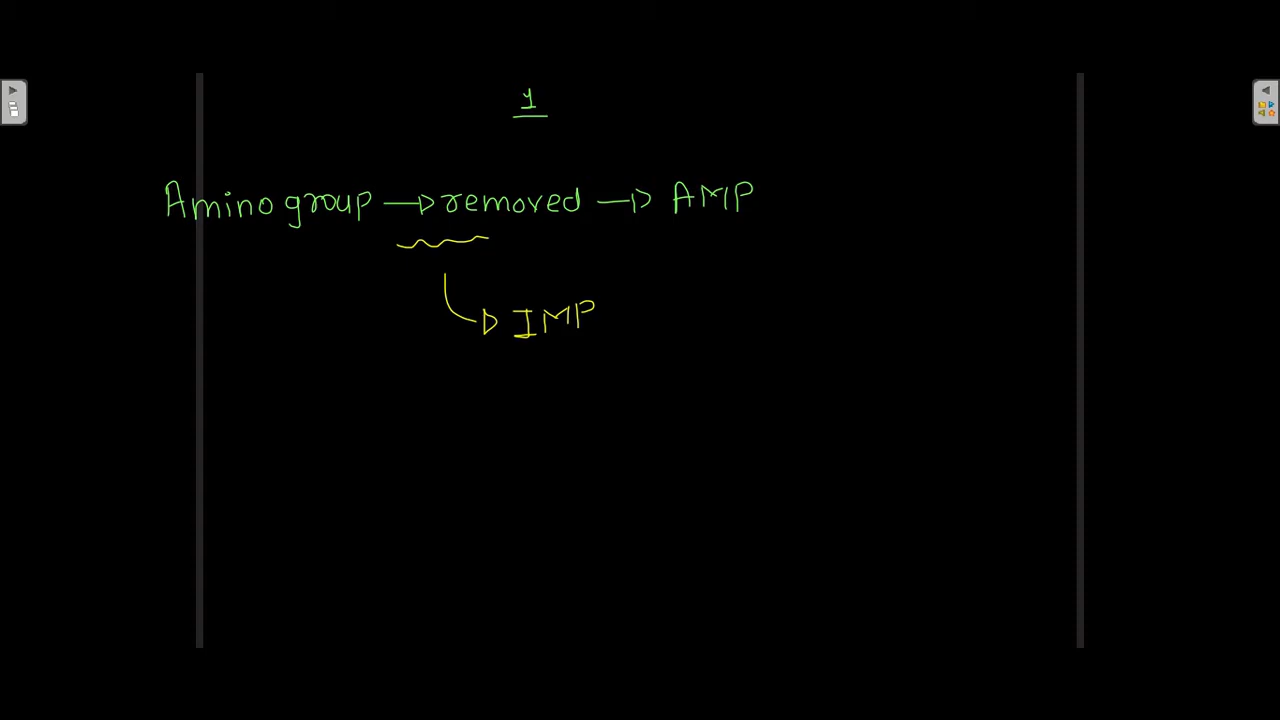 1
Amino group → removed → AMP
IMP